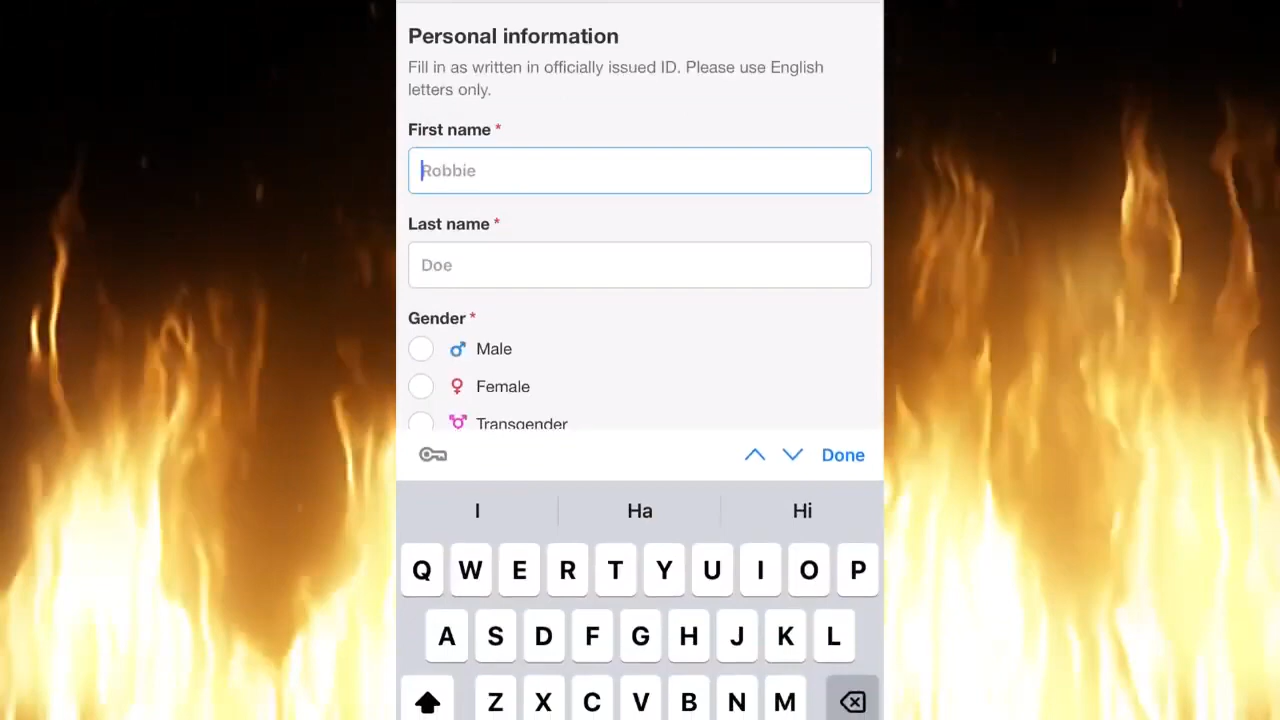 Personal information
Fill in as written in officially issued ID. Please use English
letters only.
First name *
Robbie
Last name *
Doe
Gender *
Male
Female
Transgender
Done
I Ha Hi
Q W E R T Y U I O P
A S D F G H J K L
Z X C V B N M